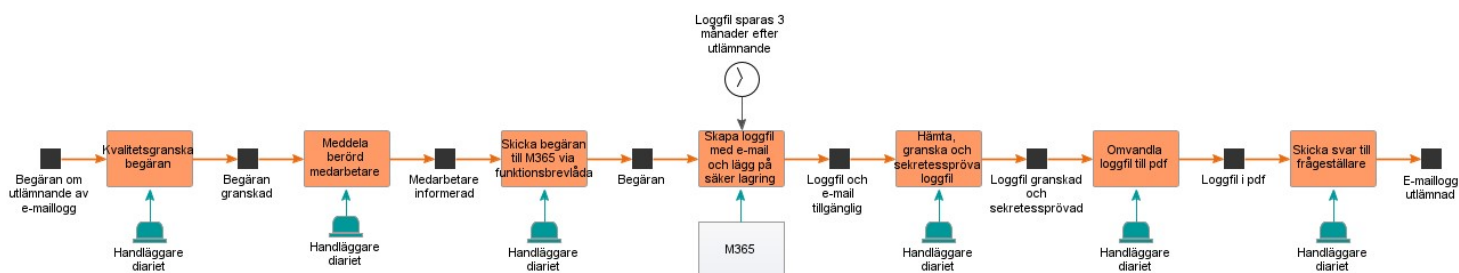 Loggfil sparas 3
månader efter
utlämnande
Kvalitetsgranska
begäran
Meddela
berörd
medarbetare
Skicka begäran
till M365 via
funktionsbrevlåda
Skapa loggfil
med e-mail
och lägg på
säker lagring
Hämta,
granska och
sekretesspröva
loggfil
Omvandla
loggfil till pdf
Skicka svar till
frågeställare
Begäran om
utlämnande av
e-maillogg
Begäran
granskad
Medarbetare
informerad
Begäran
Loggfil och
e-mail
tillgänglig
Loggfil granskad
och
sekretessprövad
Loggfil i pdf
E-maillogg
utlämnad
Handläggare
diariet
Handläggare
diariet
Handläggare
diariet
M365
Handläggare
diariet
Handläggare
diariet
Handläggare
diariet